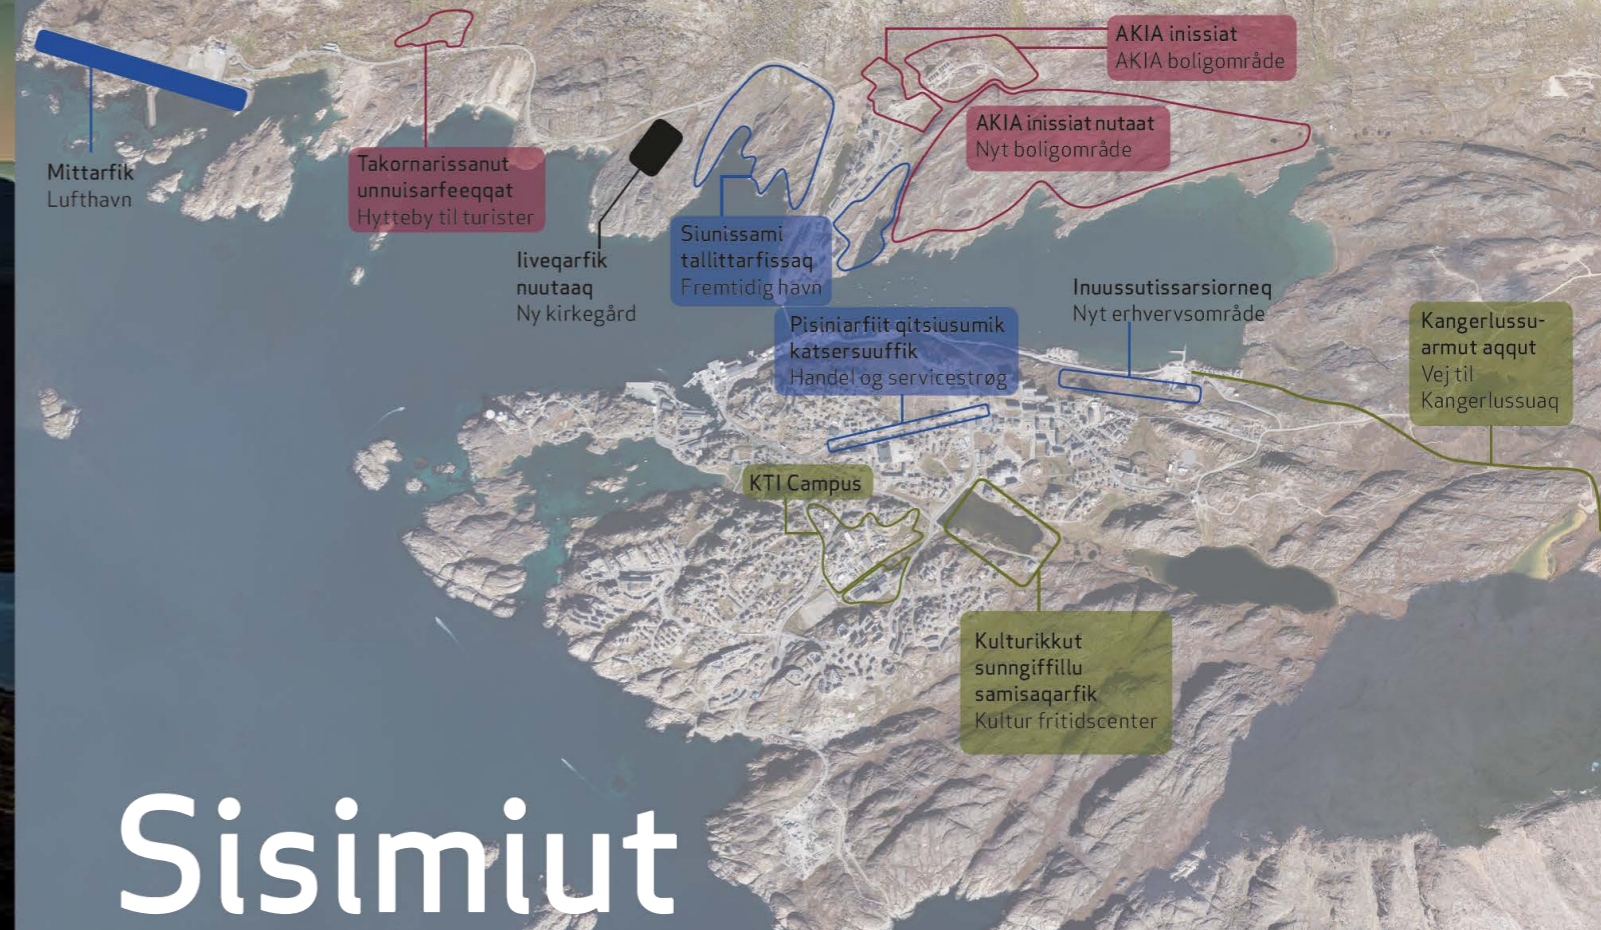 AKIA inissiat
AKIA boligområde
AKIA inissiat nutaat
Nyt boligområde
Mittarfik
Lufthavn
Takornarissanut
unnuisarfeeqqat
Hytteby til turister
Iiveqarfik
nuutaaq
Ny kirkegård
Siunissami
tallittarfissaq
Fremtidig havn
Inuussutissarsiorneq
Nyt erhvervsområde
Pisiniarfiit qitsiusumik
katsersuuffik
Handel og servicestrøg
Kangerlussu-
armut aqqut
Vej til
Kangerlussuaq
KTI Campus
Kulturikkut
sunngiffillu
samisaqarfik
Kultur fritidscenter
Sisimiut